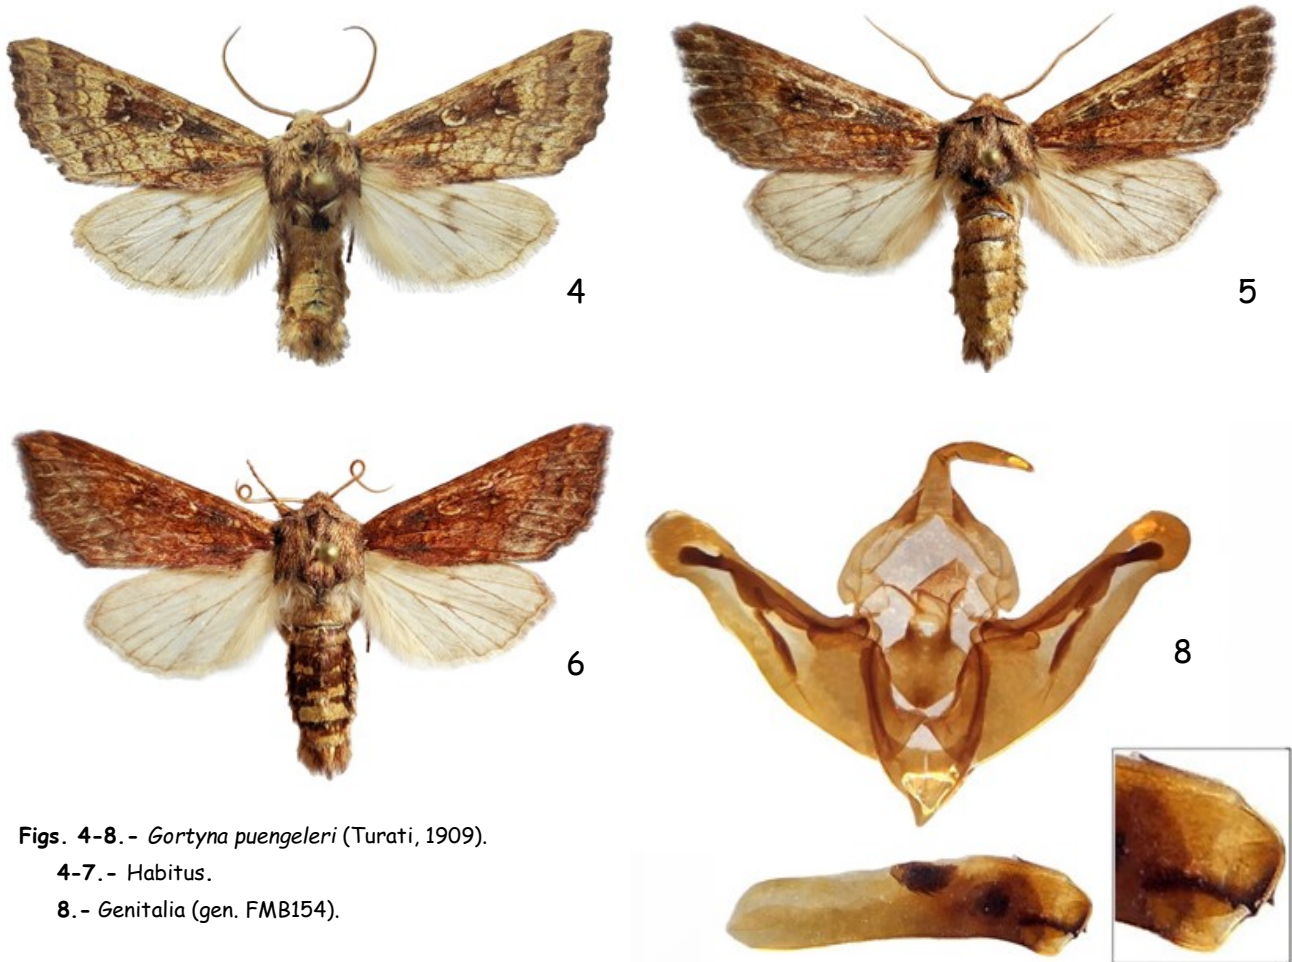 4
5
6
8
Figs. 4-8.- Gortyna puengeleri (Turati, 1909).
4-7.- Habitus.
8.- Genitalia (gen. FMB154).